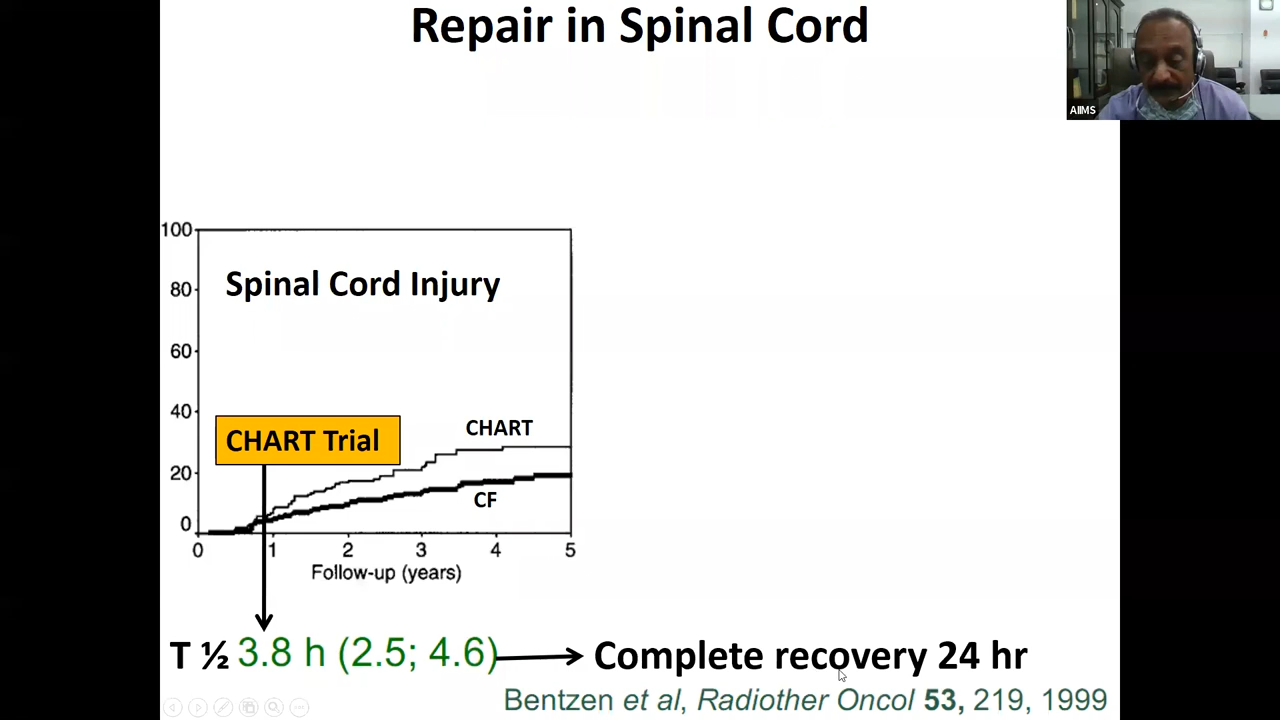 Repair in Spinal Cord
AIIMS
100
80
60
40
20
0
Spinal Cord Injury
CHART Trial
CHART
CF
0 1 2 3 4 5
Follow-up (years)
T ½ 3.8 h (2.5; 4.6) Complete recovery 24 hr
Bentzen et al, Radiother Oncol 53, 219, 1999